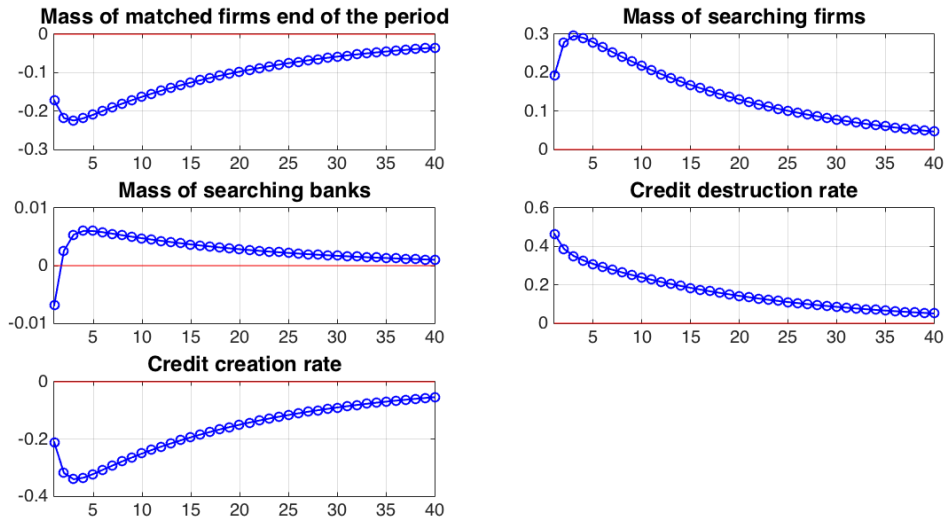 Mass of matched firms end of the period
0
-0.1
-0.2
-0.3
5 10 15 20 25 30 35 40
Mass of searching firms
0.3
0.2
0.1
0
5 10 15 20 25 30 35 40
Mass of searching banks
0.01
0
-0.01
5 10 15 20 25 30 35 40
Credit destruction rate
0.6
0.4
0.2
0
5 10 15 20 25 30 35 40
Credit creation rate
0
-0.2
-0.4
5 10 15 20 25 30 35 40